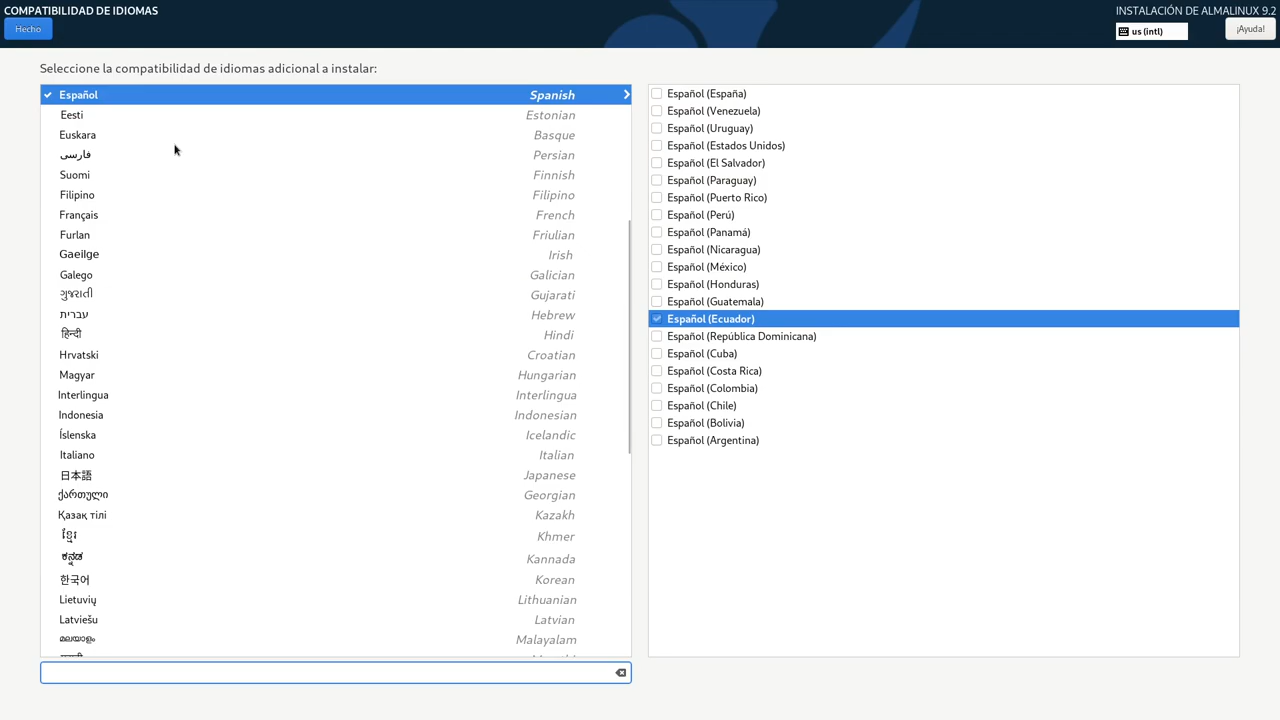 COMPATIBILIDAD DE IDIOMAS
INSTALACIÓN DE ALMALINUX 9.2
Hecho
us (intl)
¡Ayuda!
Seleccione la compatibilidad de idiomas adicional a instalar:
Español Spanish
Eesti Estonian
Euskara Basque
فارسی Persian
Suomi Finnish
Filipino Filipino
Français French
Furlan Friulian
Gaeilge Irish
Galego Galician
ગુજરાતી Gujarati
עברית Hebrew
हिन्दी Hindi
Hrvatski Croatian
Magyar Hungarian
Interlingua Interlingua
Indonesia Indonesian
Íslenska Icelandic
Italiano Italian
日本語 Japanese
ქართული Georgian
Қазақ тілі Kazakh
ខ្មែរ Khmer
ಕನ್ನಡ Kannada
한국어 Korean
Lietuvių Lithuanian
Latviešu Latvian
മലയാളം Malayalam
Español (España)
Español (Venezuela)
Español (Uruguay)
Español (Estados Unidos)
Español (El Salvador)
Español (Paraguay)
Español (Puerto Rico)
Español (Perú)
Español (Panamá)
Español (Nicaragua)
Español (México)
Español (Honduras)
Español (Guatemala)
Español (Ecuador)
Español (República Dominicana)
Español (Cuba)
Español (Costa Rica)
Español (Colombia)
Español (Chile)
Español (Bolivia)
Español (Argentina)